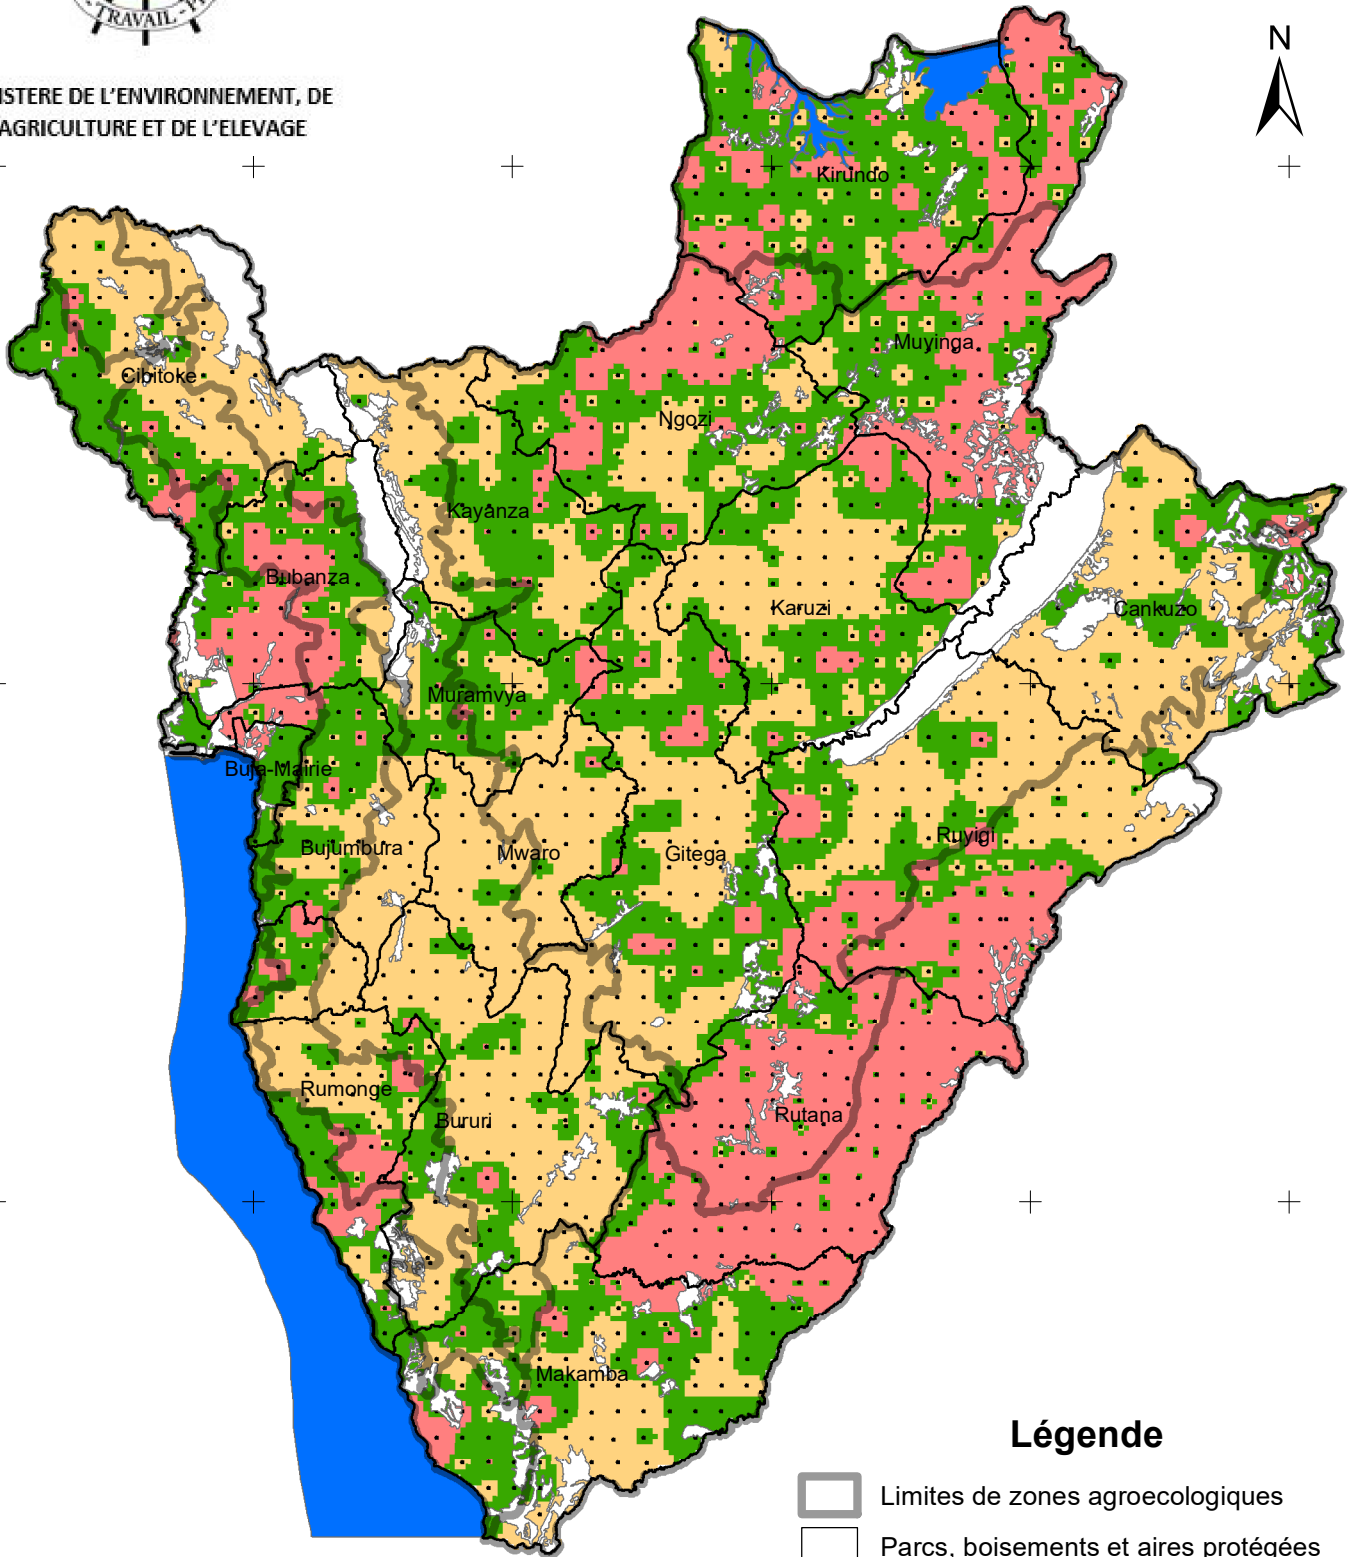 TRAVAIL
ISTERE DE L'ENVIRONNEMENT, DE
AGRICULTURE ET DE L'ELEVAGE
N
Kirundo
Muyinga
Cibitoke
Ngozi
Kayanza
Bubanza
Karuzi
Cankuzo
Muramvya
Buja-Mairie
Bujumbura
Mwaro
Gitega
Ruyigi
Rumonge
Bururi
Rutana
Makamba
Légende
Limites de zones agroecologiques
Parcs, boisements et aires protégées